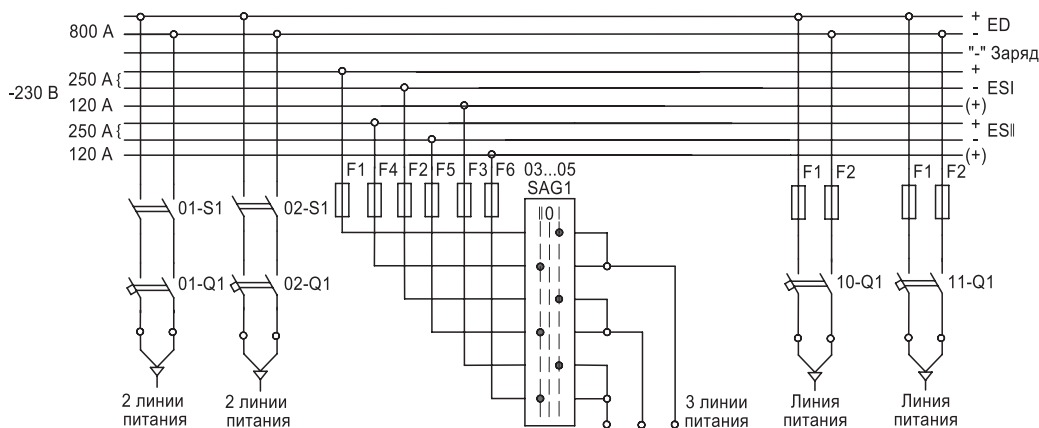 + ED
800 А
-
"-" Заряд
+
250 А {
- ESI
-230 В
120 А
(+)
+
250 А {
- ESII
120 А
(+)
F1 F4 F2 F5 F3 F6
03...05
SAG1
F1 F2
F1 F2
01-S1
02-S1
||0|
01-Q1
02-Q1
10-Q1
11-Q1
2 линии
питания
2 линии
питания
3 линии
питания
Линия
питания
Линия
питания